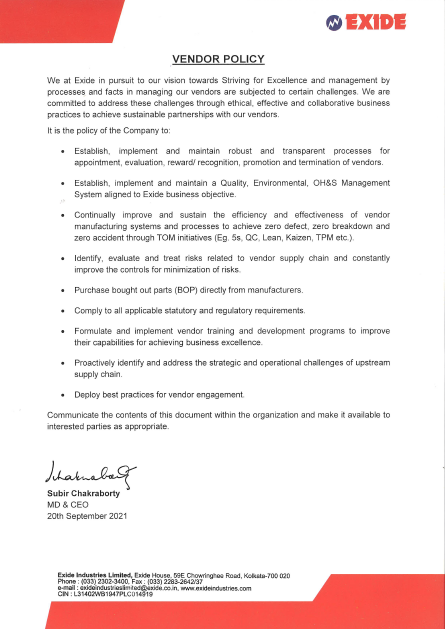 EXIDE
VENDOR POLICY
We at Exide in pursuit to our vision towards Striving for Excellence and management by
processes and facts in managing our vendors are subjected to certain challenges. We are
committed to address these challenges through ethical, effective and collaborative business
practices to achieve sustainable partnerships with our vendors.
It is the policy of the Company to:
• Establish, implement and maintain robust and transparent processes for
appointment, evaluation, reward/ recognition, promotion and termination of vendors.
• Establish, implement and maintain a Quality, Environmental, OH&S Management
System aligned to Exide business objective.
• Continually improve and sustain the efficiency and effectiveness of vendor
manufacturing systems and processes to achieve zero defect, zero breakdown and
zero accident through TQM initiatives (Eg. 5s, QC, Lean, Kaizen, TPM etc.).
• Identify, evaluate and treat risks related to vendor supply chain and constantly
improve the controls for minimization of risks.
• Purchase bought out parts (BOP) directly from manufacturers.
• Comply to all applicable statutory and regulatory requirements.
• Formulate and implement vendor training and development programs to improve
their capabilities for achieving business excellence.
• Proactively identify and address the strategic and operational challenges of upstream
supply chain.
• Deploy best practices for vendor engagement.
Communicate the contents of this document within the organization and make it available to
interested parties as appropriate.
Subir Chakraborty
MD & CEO
20th September 2021
Exide Industries Limited, Exide House, 59E Chowringhee Road, Kolkata-700 020
Phone : (033) 2302-3400, Fax : (033) 2283-2642/37
e-mail : exideindustrieslimited@exide.co.in, www.exideindustries.com
CIN : L31402WB1947PLC014919